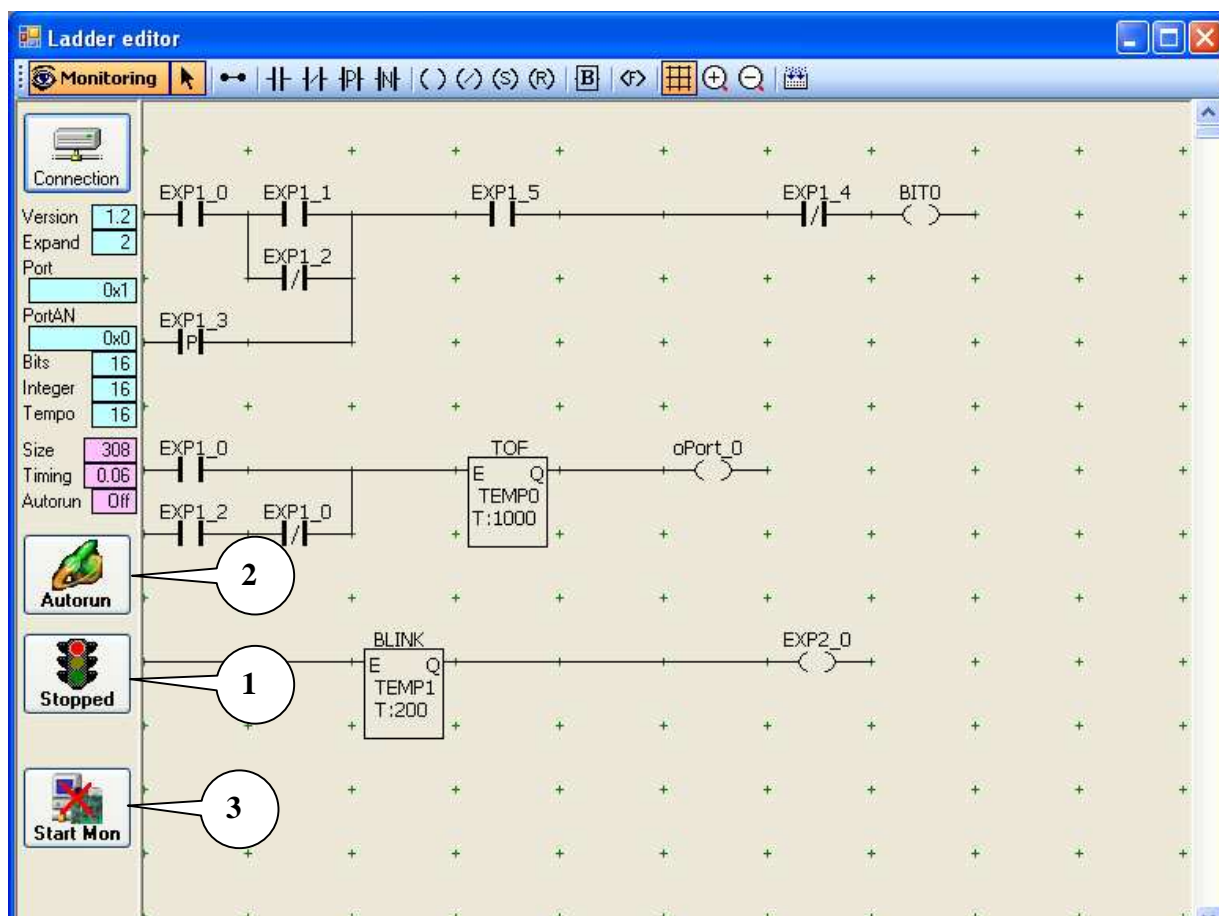 Ladder editor
Monitoring P N ( ) (/) (S) (R) B <F>
Connection
Version 1.2
Expand 2
Port
0x1
PortAN
0x0
Bits 16
Integer 16
Tempo 16
Size 308
Timing 0.06
Autorun Off
Autorun
Stopped
Start Mon
EXP1_0 EXP1_1 EXP1_5 EXP1_4 BIT0
EXP1_2
EXP1_3
P
EXP1_0 TOF oPort_0
E Q
TEMP0
T:1000
EXP1_2 EXP1_0
2
BLINK EXP2_0
E Q
TEMP1
T:200
1
3